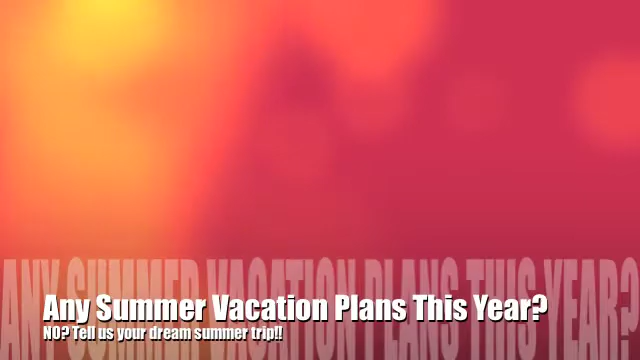 ANY SUMMER VACATION PLANS THIS YEAR?
Any Summer Vacation Plans This Year?
NO? Tell us your dream summer trip!!